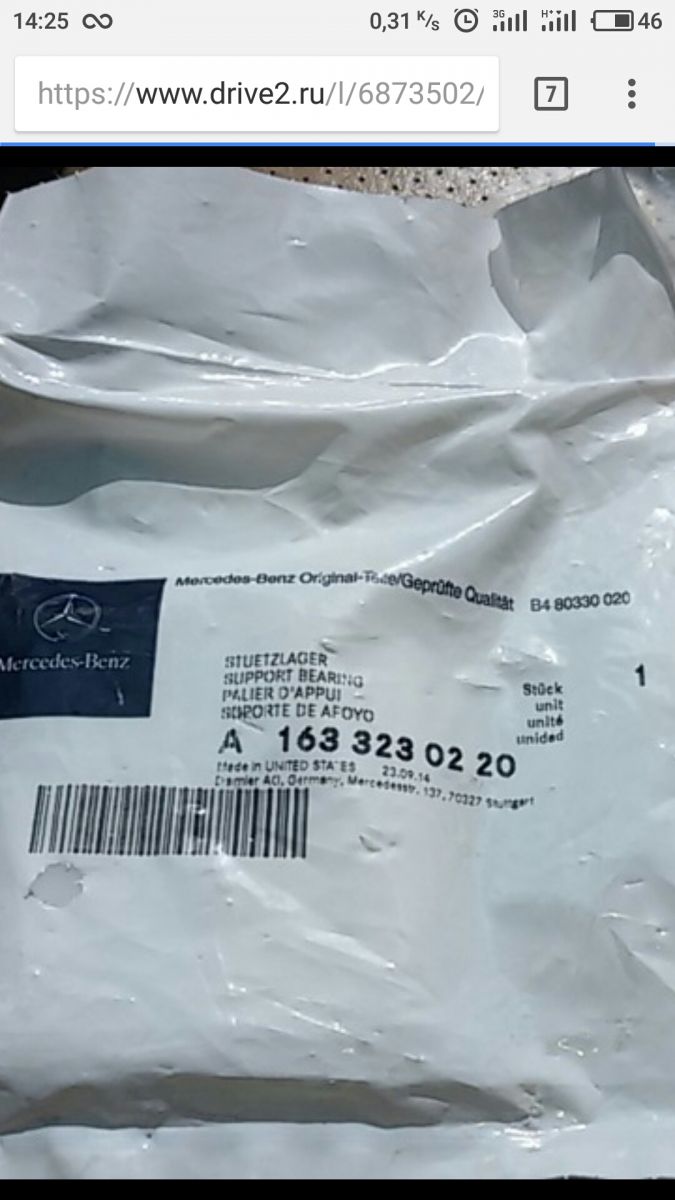 14:25 0,31 K/s 3G H+ 46
https://www.drive2.ru/l/6873502/
7
Mercedes-Benz Original-Teile/Geprüfte Qualität B4 80330 020
Mercedes-Benz
STUETZLAGER
SUPPORT BEARING
PALIER D'APPUI
SOPORTE DE AFOYO
Stück 1
unit
unité
unided
A 163 323 02 20
Made in UNITED STATES 23.09.14
Daimler AG, Germany, Mercedesstr. 137, 70327 Stuttgart